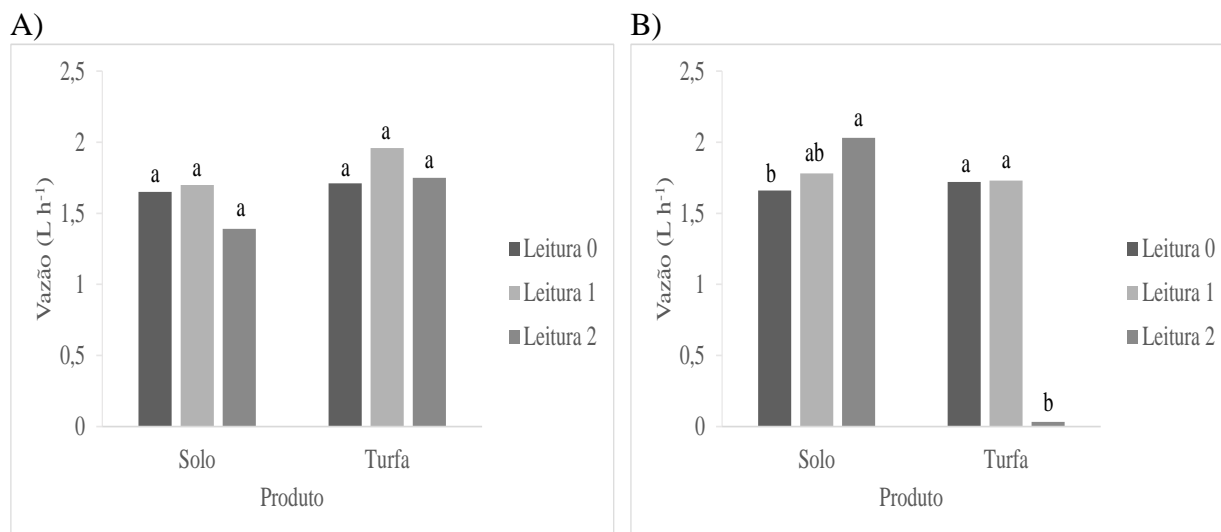 A)
2,5
2
1,5
1
0,5
0
Vazão (L h⁻¹)
a
a
a
a
a
a
Solo
Turfa
Produto
Leitura 0
Leitura 1
Leitura 2
B)
2,5
2
1,5
1
0,5
0
Vazão (L h⁻¹)
b
ab
a
a
a
b
Solo
Turfa
Produto
Leitura 0
Leitura 1
Leitura 2